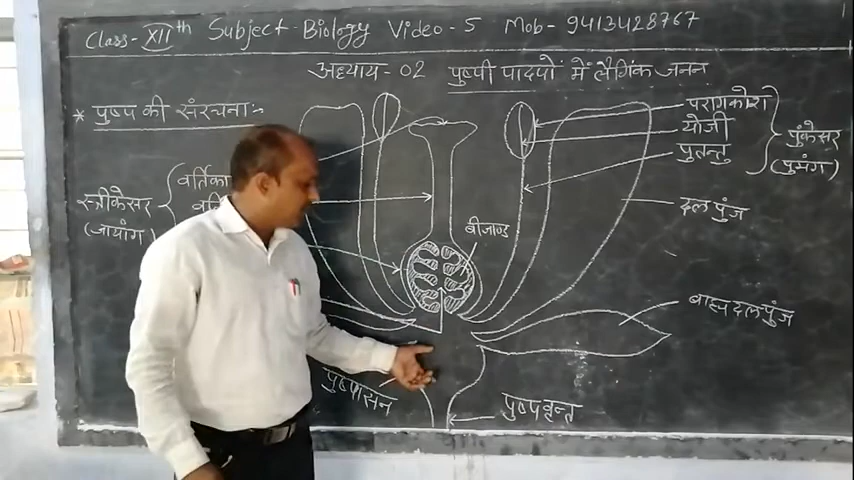 Class-XIIth Subject-Biology Video-5 Mob-9413428767
अध्याय-02 पुष्पी पादपों में लैंगिक जनन
* पुष्प की संरचना:-
परागकोश
योजी
पुतन्तु
पुंकेसर
(पुमंग)
वर्तिका
स्त्रीकेसर
(जायांग)
दलपुंज
बीजाण्ड
बाह्यदलपुंज
पुष्पासन
पुष्पवृन्त